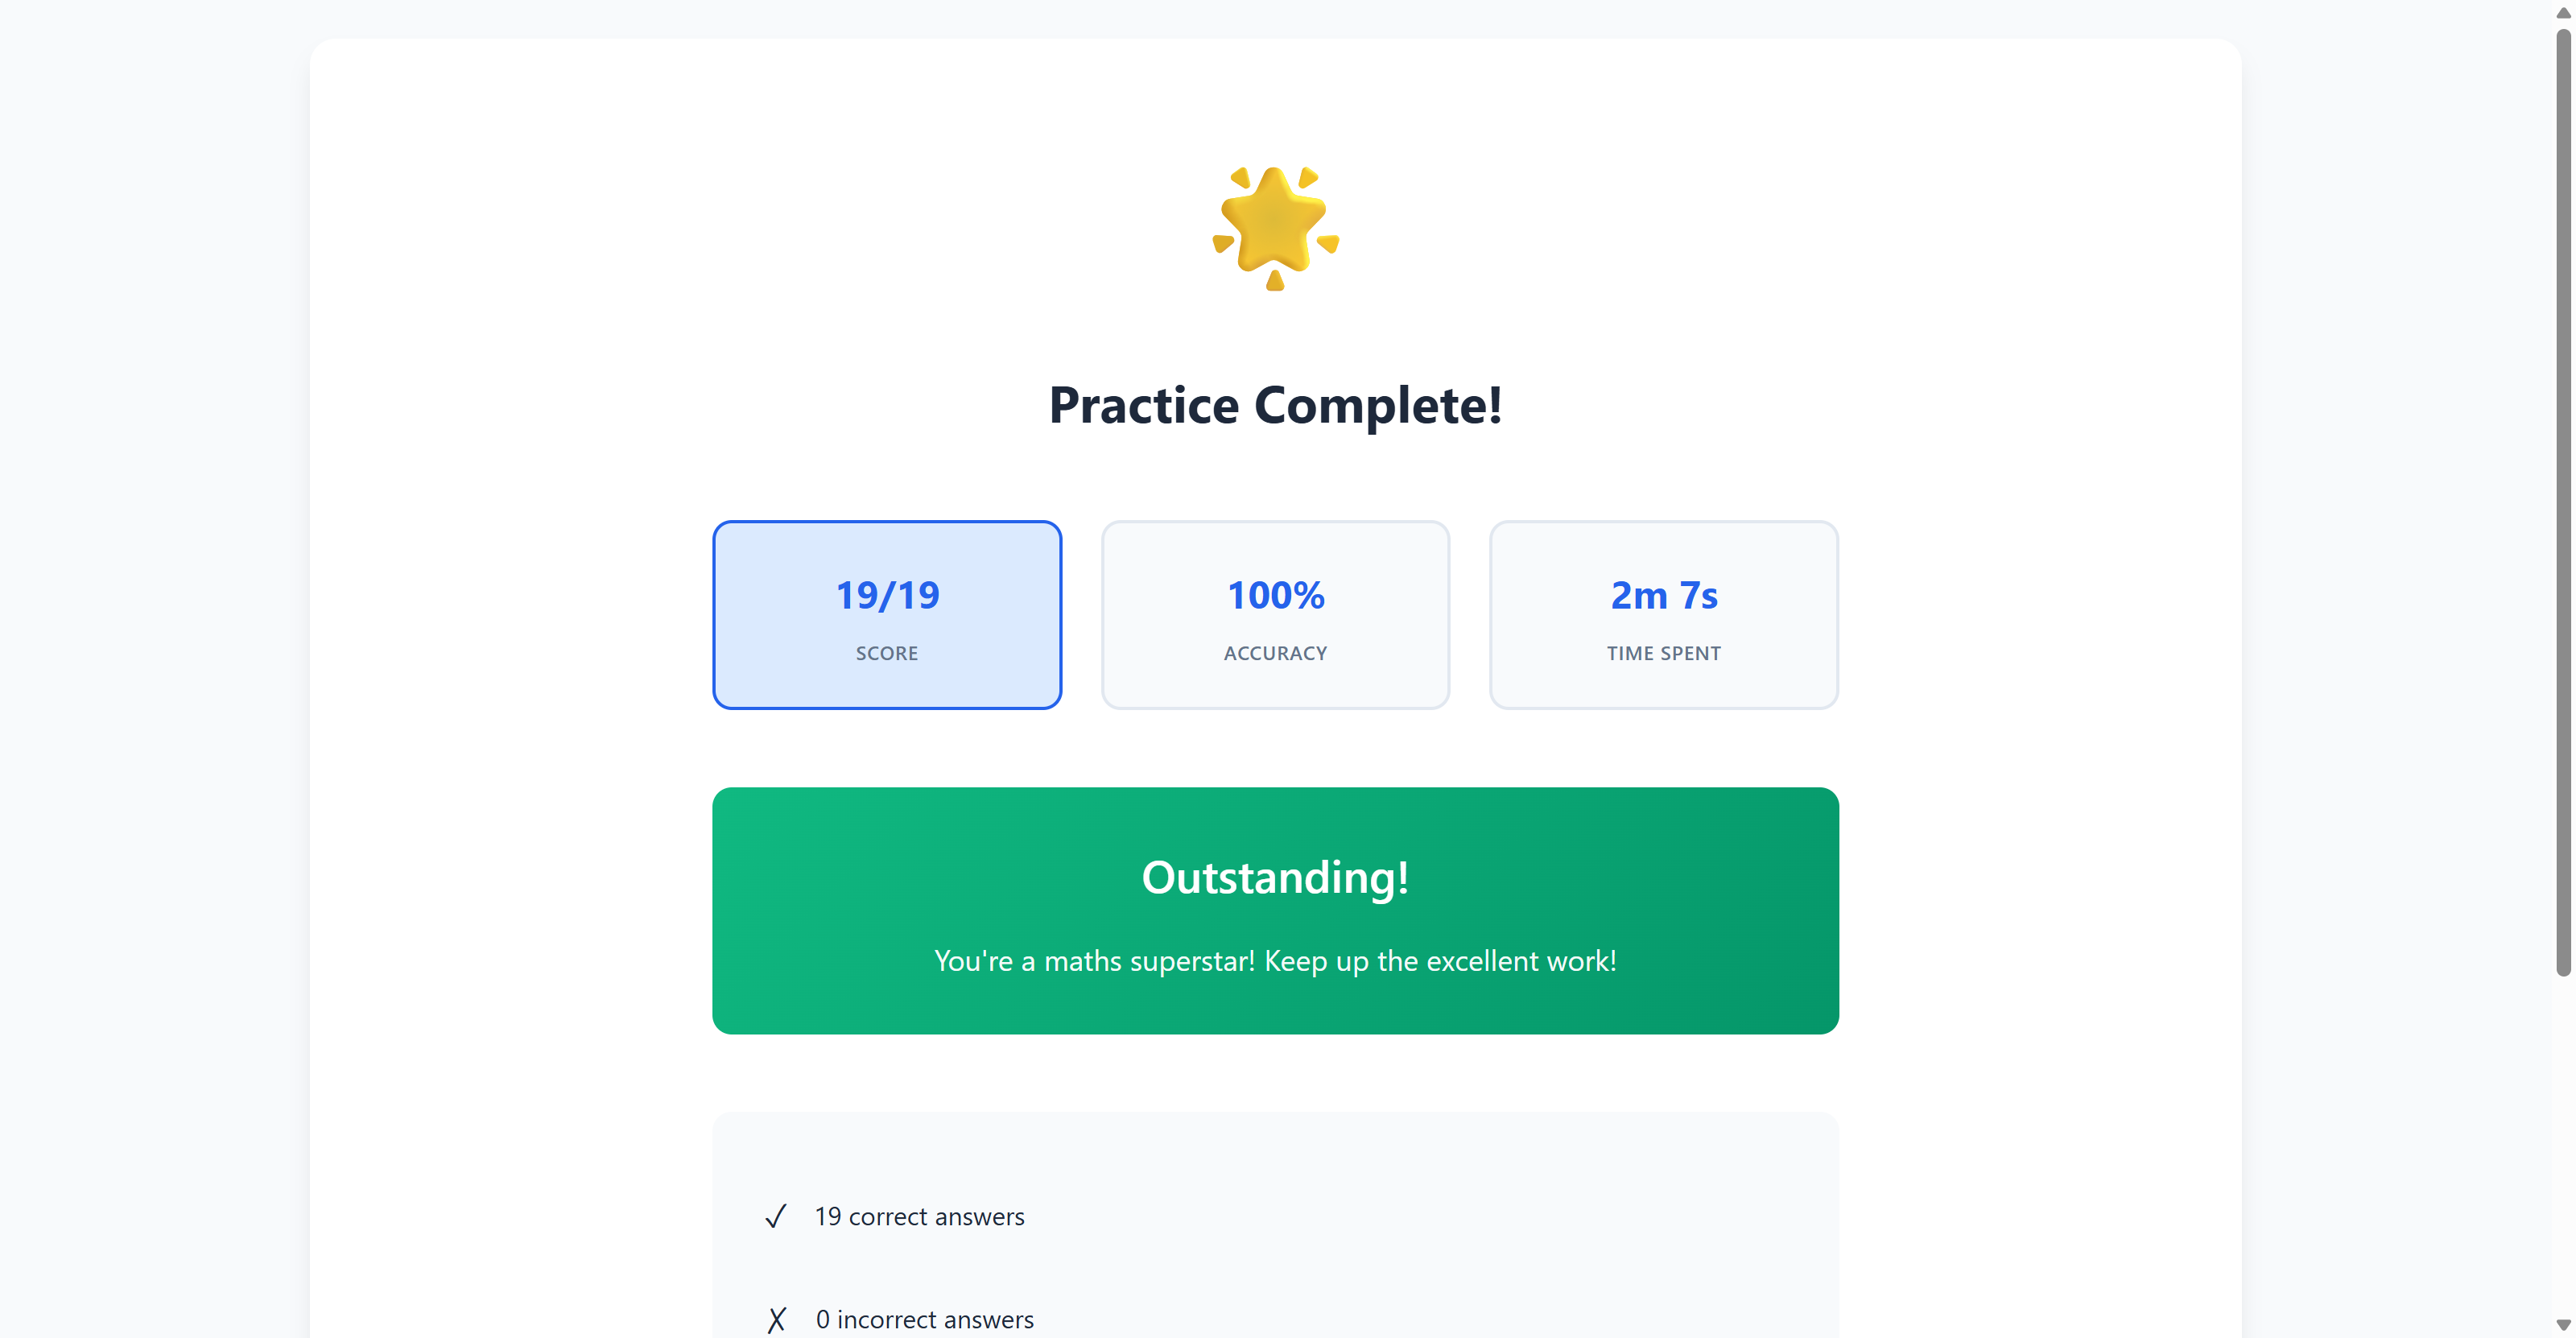 Practice Complete!
19/19
SCORE
100%
ACCURACY
2m 7s
TIME SPENT
Outstanding!
You're a maths superstar! Keep up the excellent work!
✓ 19 correct answers
✗ 0 incorrect answers